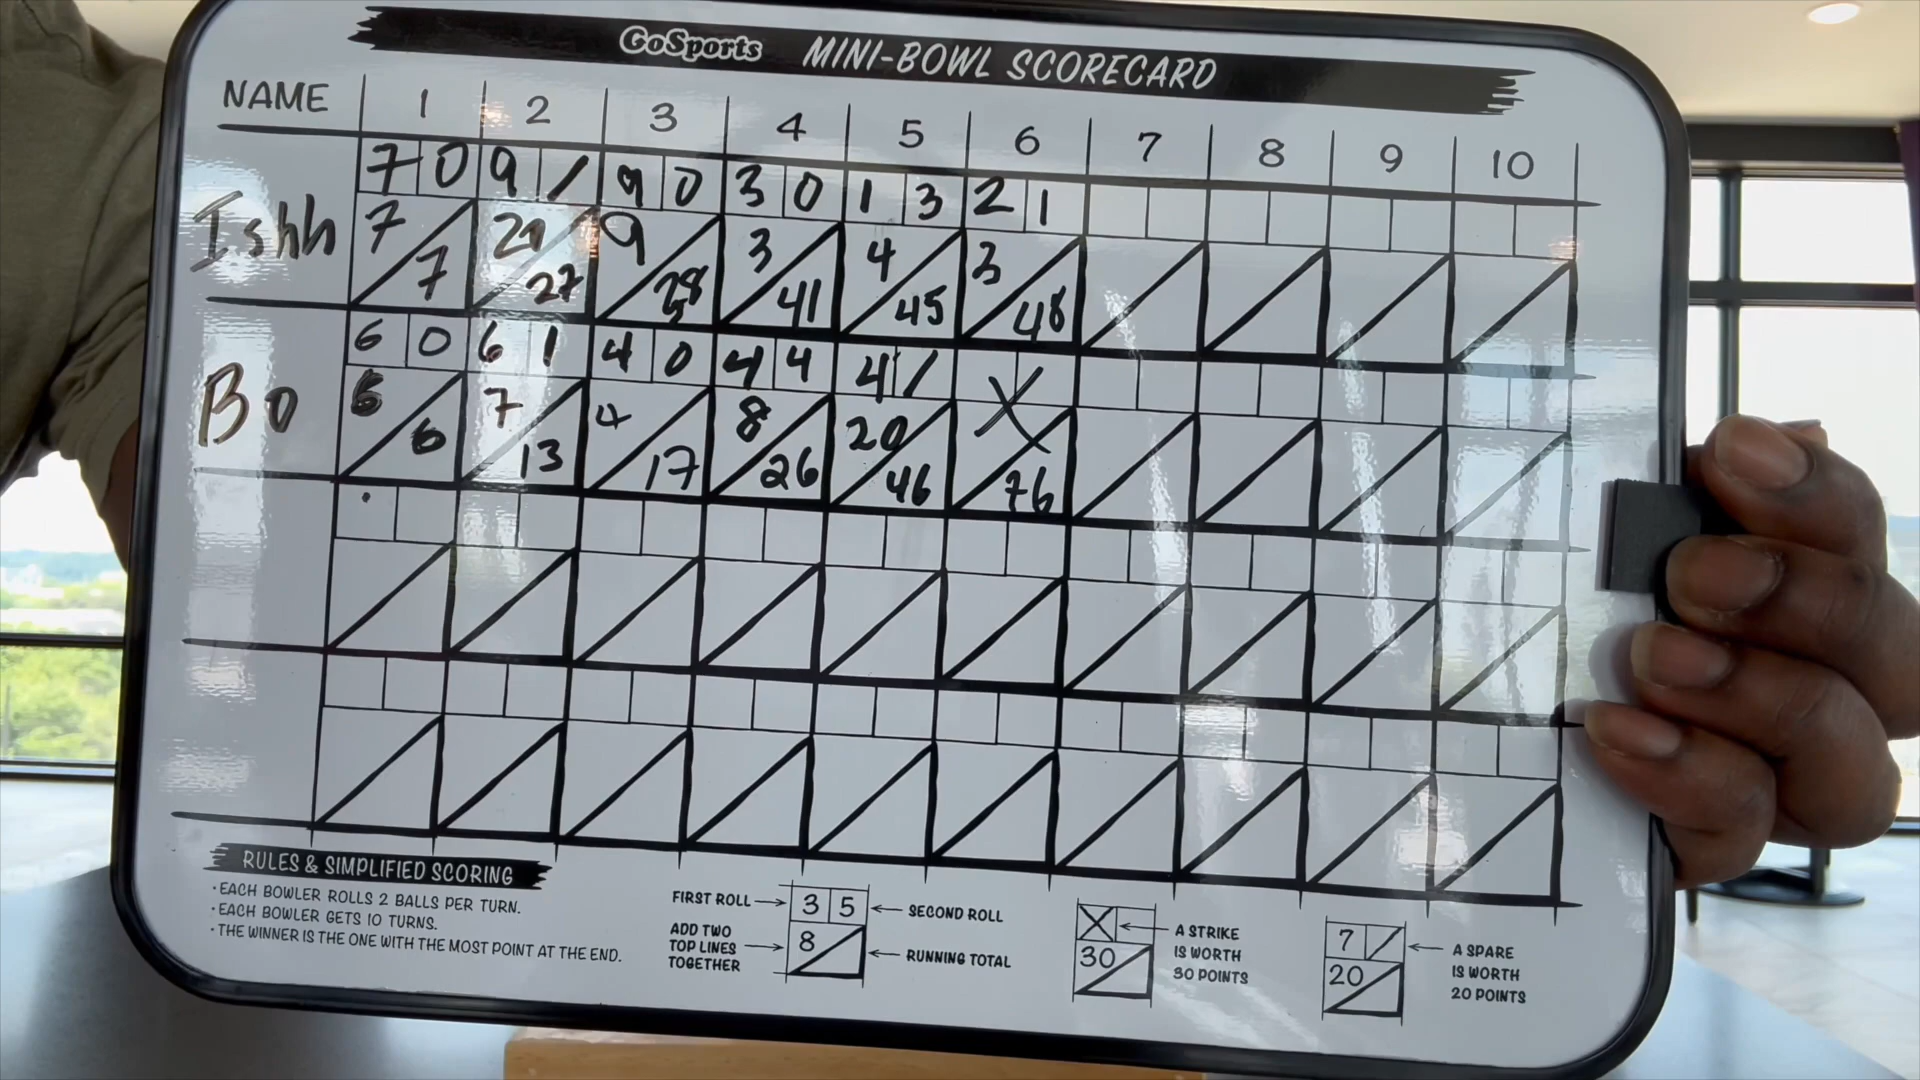 GoSports MINI-BOWL SCORECARD
NAME 1 2 3 4 5 6 7 8 9 10
7 0 9 / 9 0 3 0 1 3 2 1
Ishh 7 20 9 3 4 3
7 27 41 45 48
6 0 6 1 4 0 4 4 4 / X
Bo 6 7 4 8 20
6 13 17 26 46 76
RULES & SIMPLIFIED SCORING
• EACH BOWLER ROLLS 2 BALLS PER TURN.
• EACH BOWLER GETS 10 TURNS.
• THE WINNER IS THE ONE WITH THE MOST POINT AT THE END.
FIRST ROLL 3 5 SECOND ROLL
ADD TWO
TOP LINES
TOGETHER
8 RUNNING TOTAL
X
30
A STRIKE
IS WORTH
30 POINTS
7 /
20
A SPARE
IS WORTH
20 POINTS